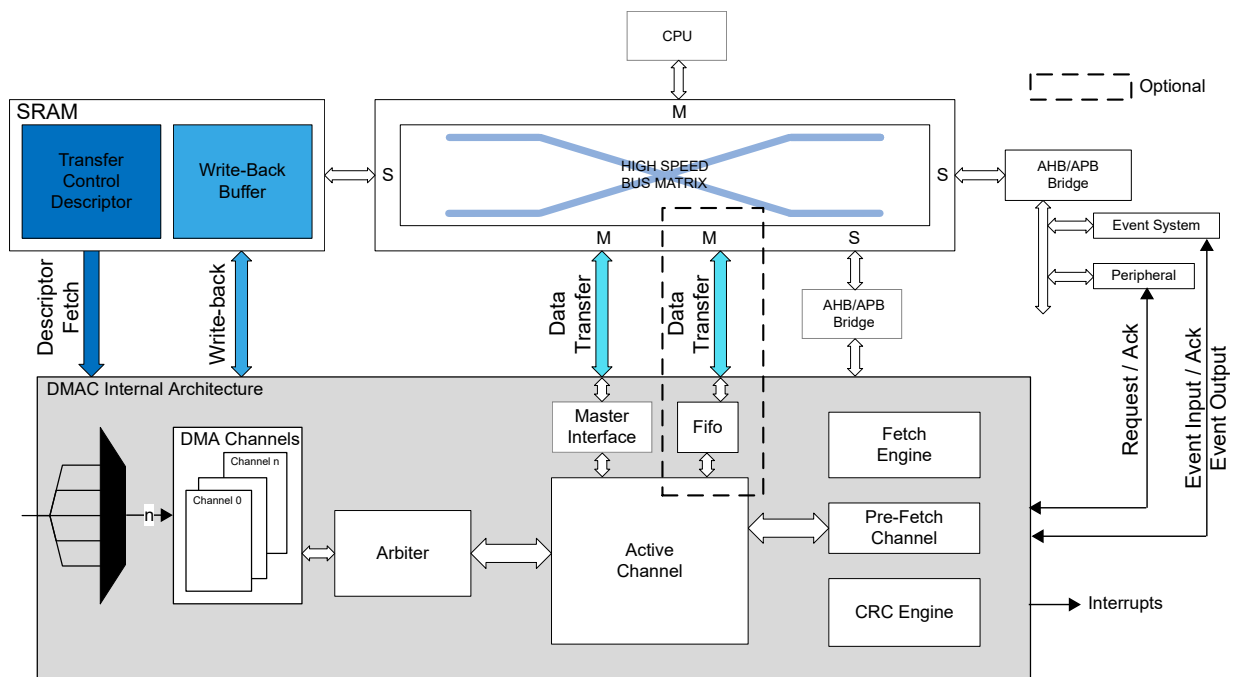 CPU
Optional
SRAM
Transfer
Control
Descriptor
Write-Back
Buffer
M
S
HIGH SPEED
BUS MATRIX
S
AHB/APB
Bridge
Event System
Peripheral
M
M
S
Descriptor
Fetch
Write-back
Data
Transfer
Data
Transfer
AHB/APB
Bridge
Request / Ack
Event Input / Ack
Event Output
DMAC Internal Architecture
Master
Interface
Fifo
Fetch
Engine
DMA Channels
Channel n
Channel 0
n
Arbiter
Active
Channel
Pre-Fetch
Channel
CRC Engine
Interrupts